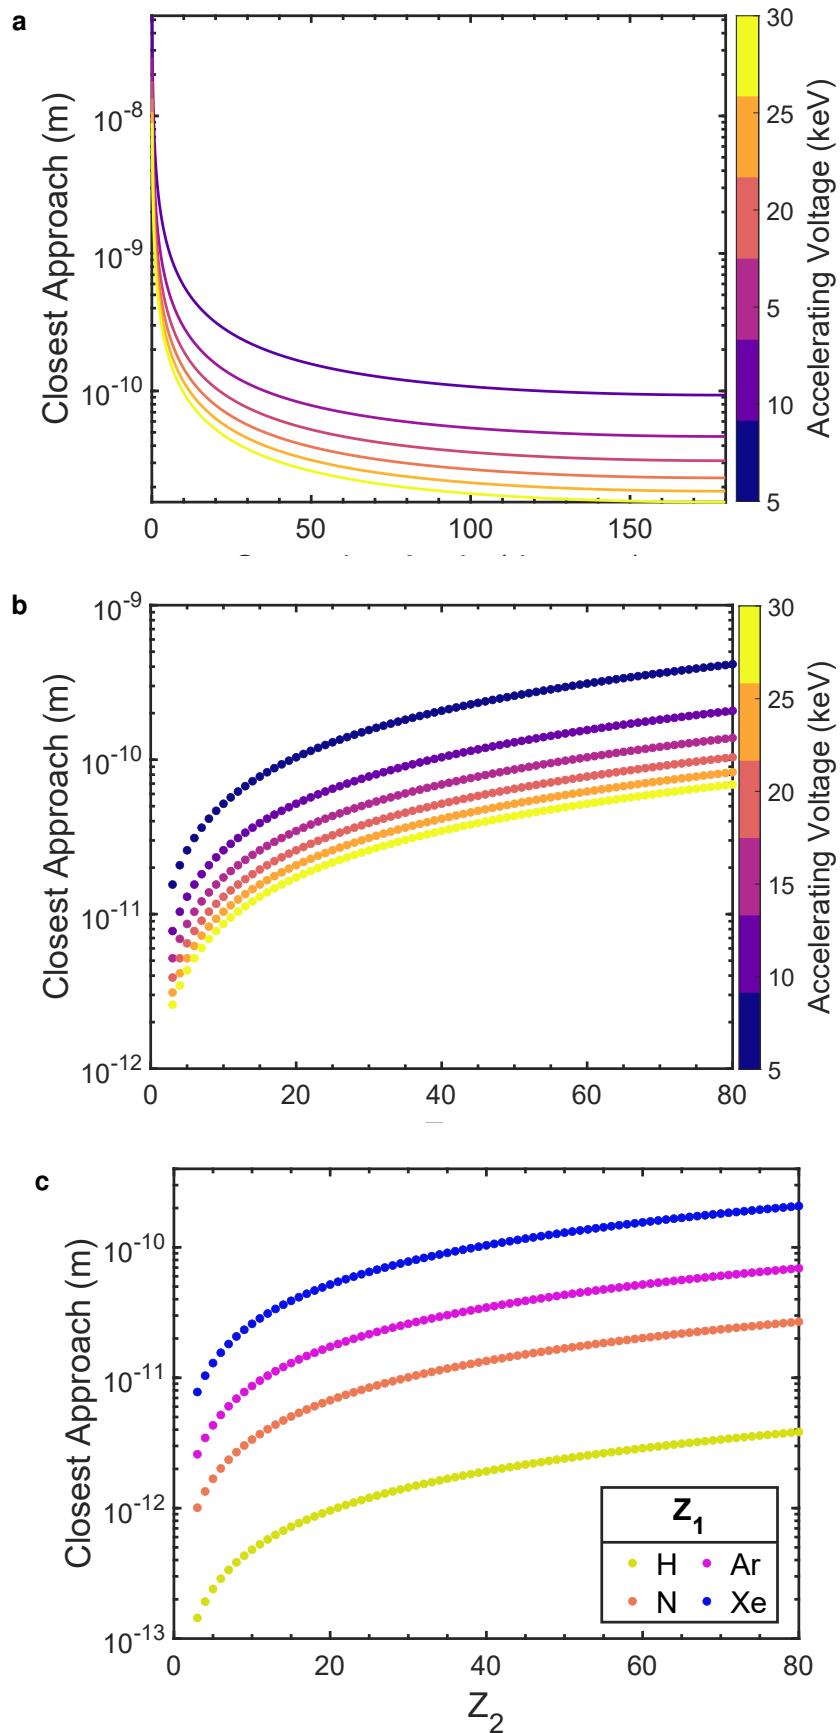 a
Closest Approach (m)
10-8
10-9
10-10
0 50 100 150
30
25
20
5
10
5
Accelerating Voltage (keV)
b
Closest Approach (m)
10-9
10-10
10-11
10-12
0 20 40 60 80
30
25
20
15
10
5
Accelerating Voltage (keV)
c
Closest Approach (m)
10-10
10-11
10-12
10-13
0 20 40 60 80
Z1
H Ar
N Xe
Z2